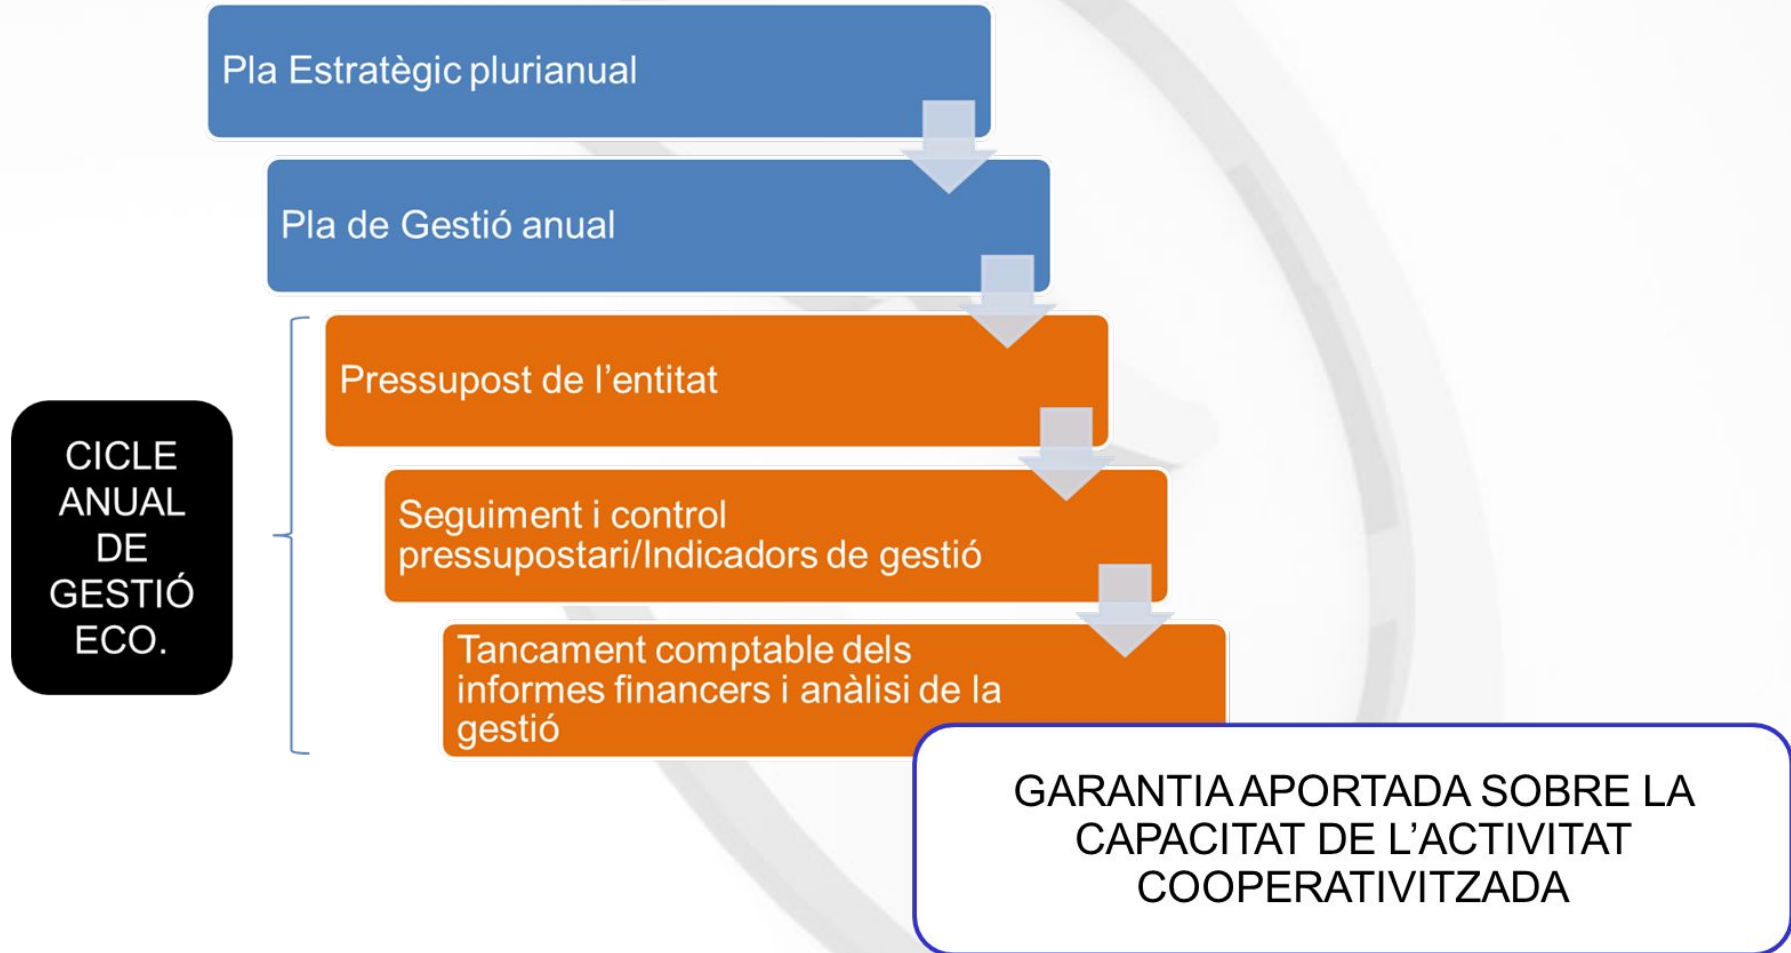 Pla Estratègic plurianual
Pla de Gestió anual
Pressupost de l’entitat
CICLE
ANUAL
DE
GESTIÓ
ECO.
Seguiment i control
pressupostari/Indicadors de gestió
Tancament comptable dels
informes financers i anàlisi de la
gestió
GARANTIA APORTADA SOBRE LA
CAPACITAT DE L’ACTIVITAT
COOPERATIVITZADA